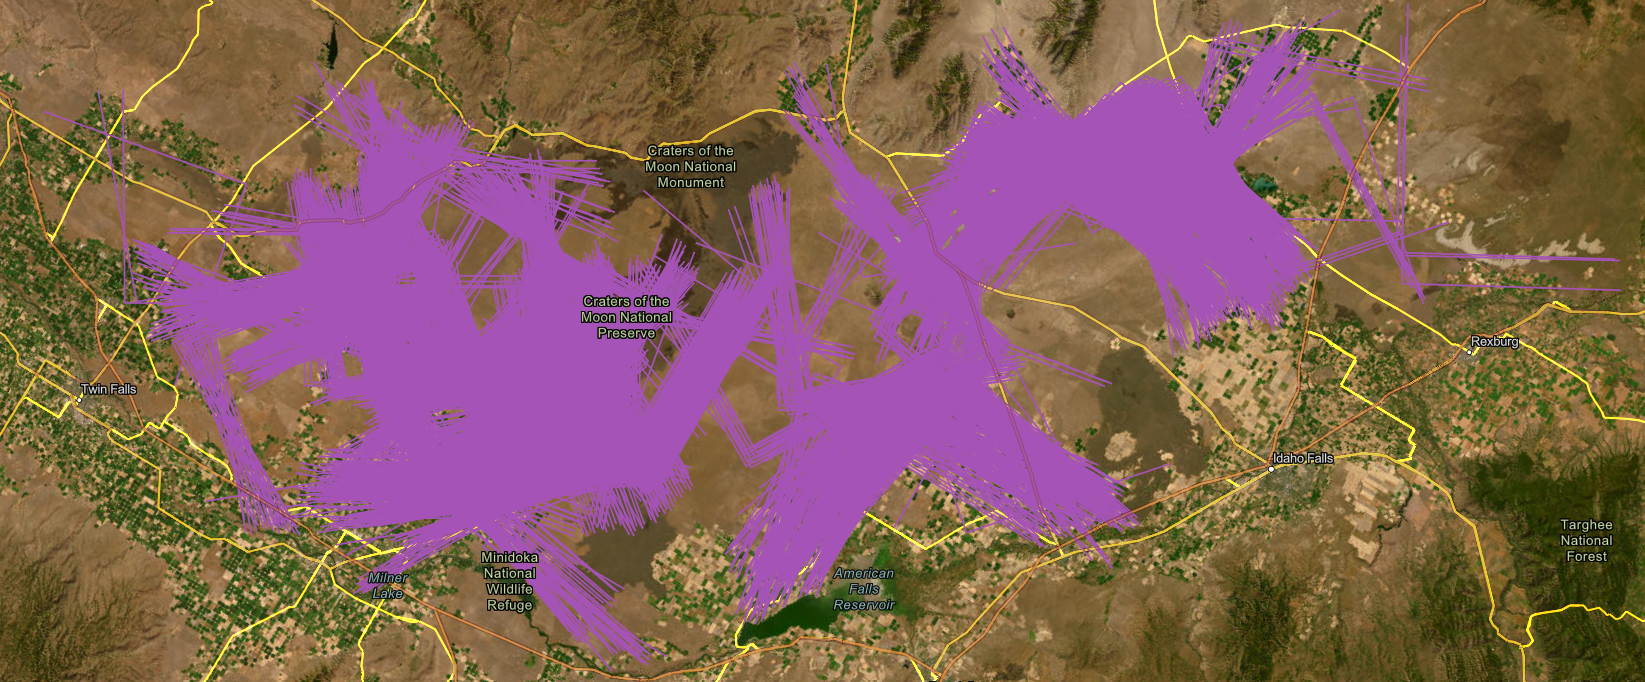 Craters of the
Moon National
Monument
Craters of the
Moon National
Preserve
Twin Falls
Rexburg
Idaho Falls
Targhee
National
Forest
Minidoka
National
Wildlife
Refuge
Milner
Lake
American
Falls
Reservoir